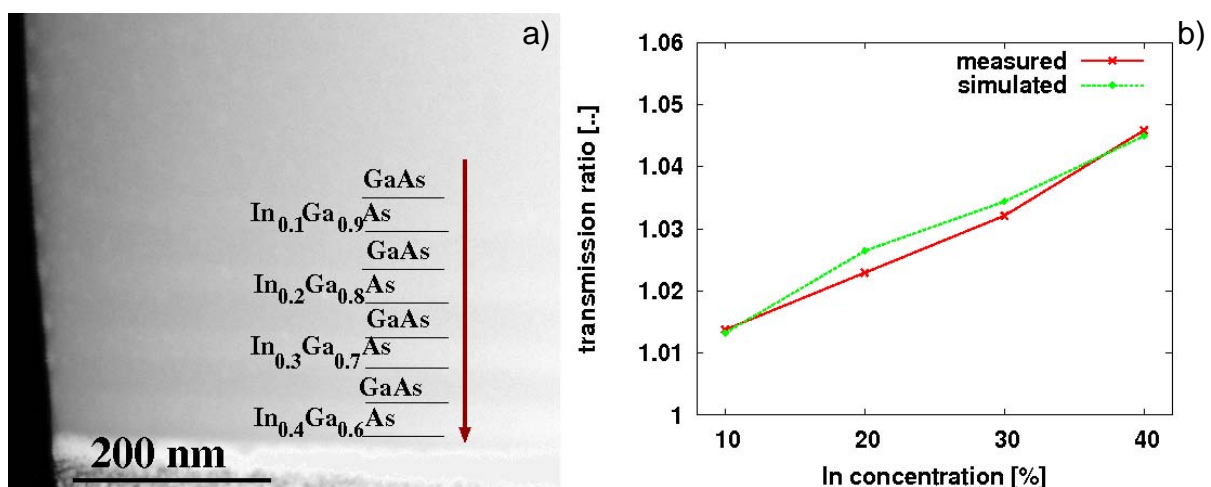 a)
GaAs
In0.1Ga0.9As
GaAs
In0.2Ga0.8As
GaAs
In0.3Ga0.7As
GaAs
In0.4Ga0.6As
200 nm
b)
1.06
1.05
1.04
1.03
1.02
1.01
1
transmission ratio [..]
measured
simulated
10 20 30 40
In concentration [%]